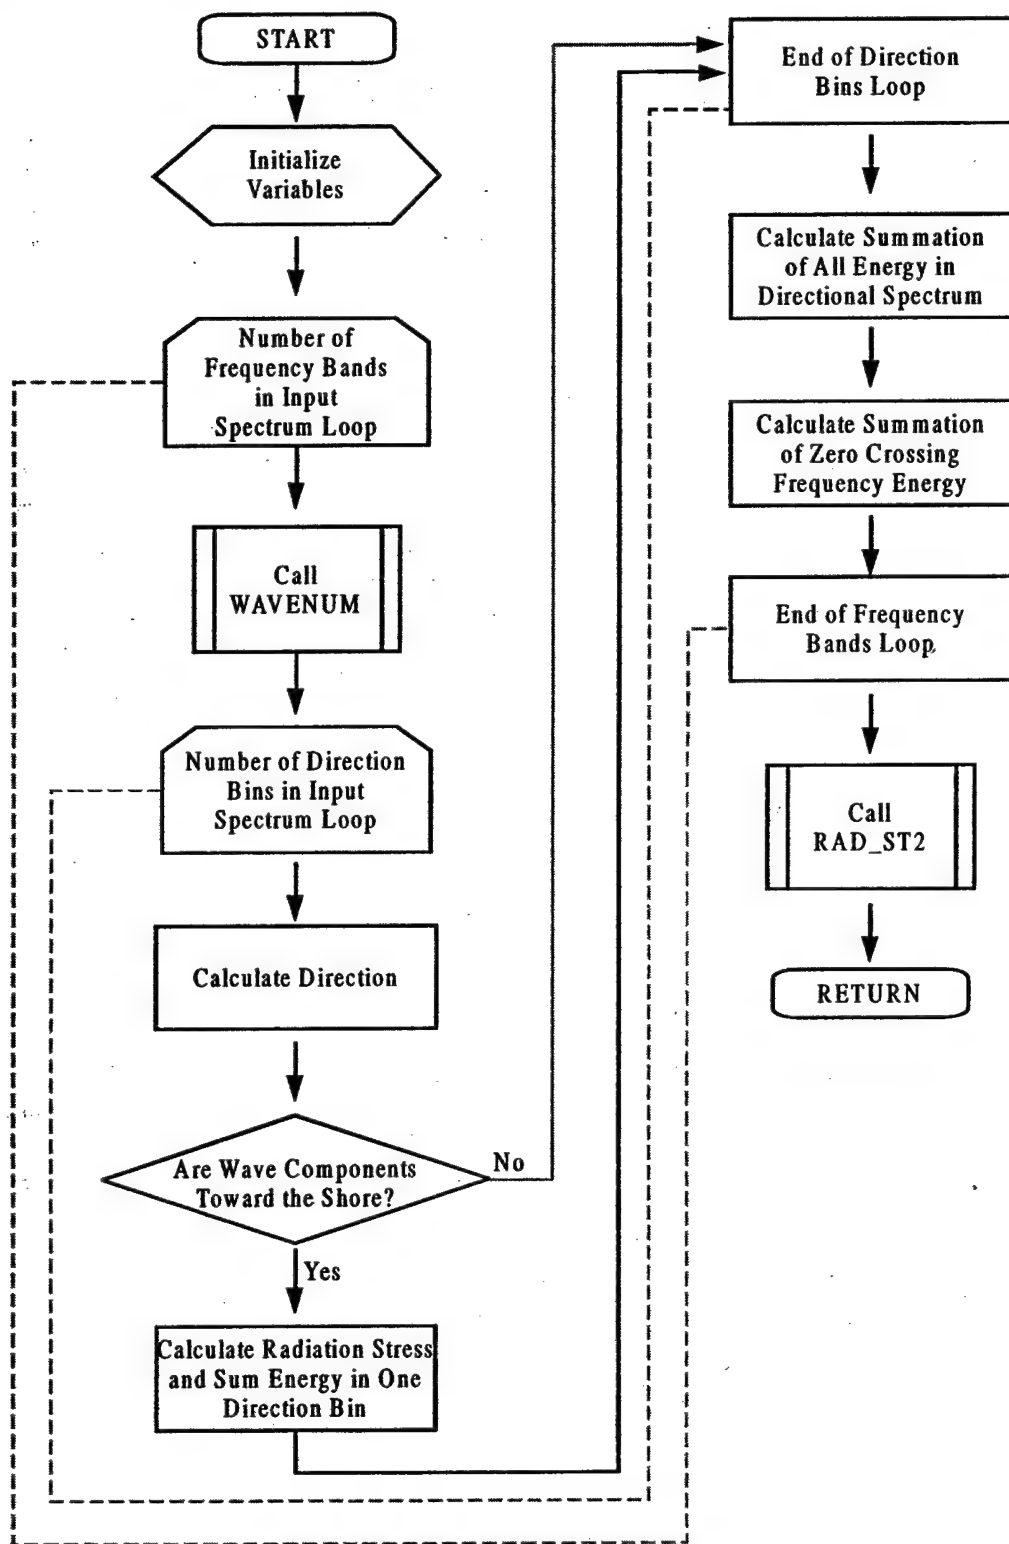 START
Initialize
Variables
Number of
Frequency Bands
in Input
Spectrum Loop
Call
WAVENUM
Number of Direction
Bins in Input
Spectrum Loop
Calculate Direction
Are Wave Components
Toward the Shore?
No
Yes
Calculate Radiation Stress
and Sum Energy in One
Direction Bin
End of Direction
Bins Loop
Calculate Summation
of All Energy in
Directional Spectrum
Calculate Summation
of Zero Crossing
Frequency Energy
End of Frequency
Bands Loop
Call
RAD_ST2
RETURN